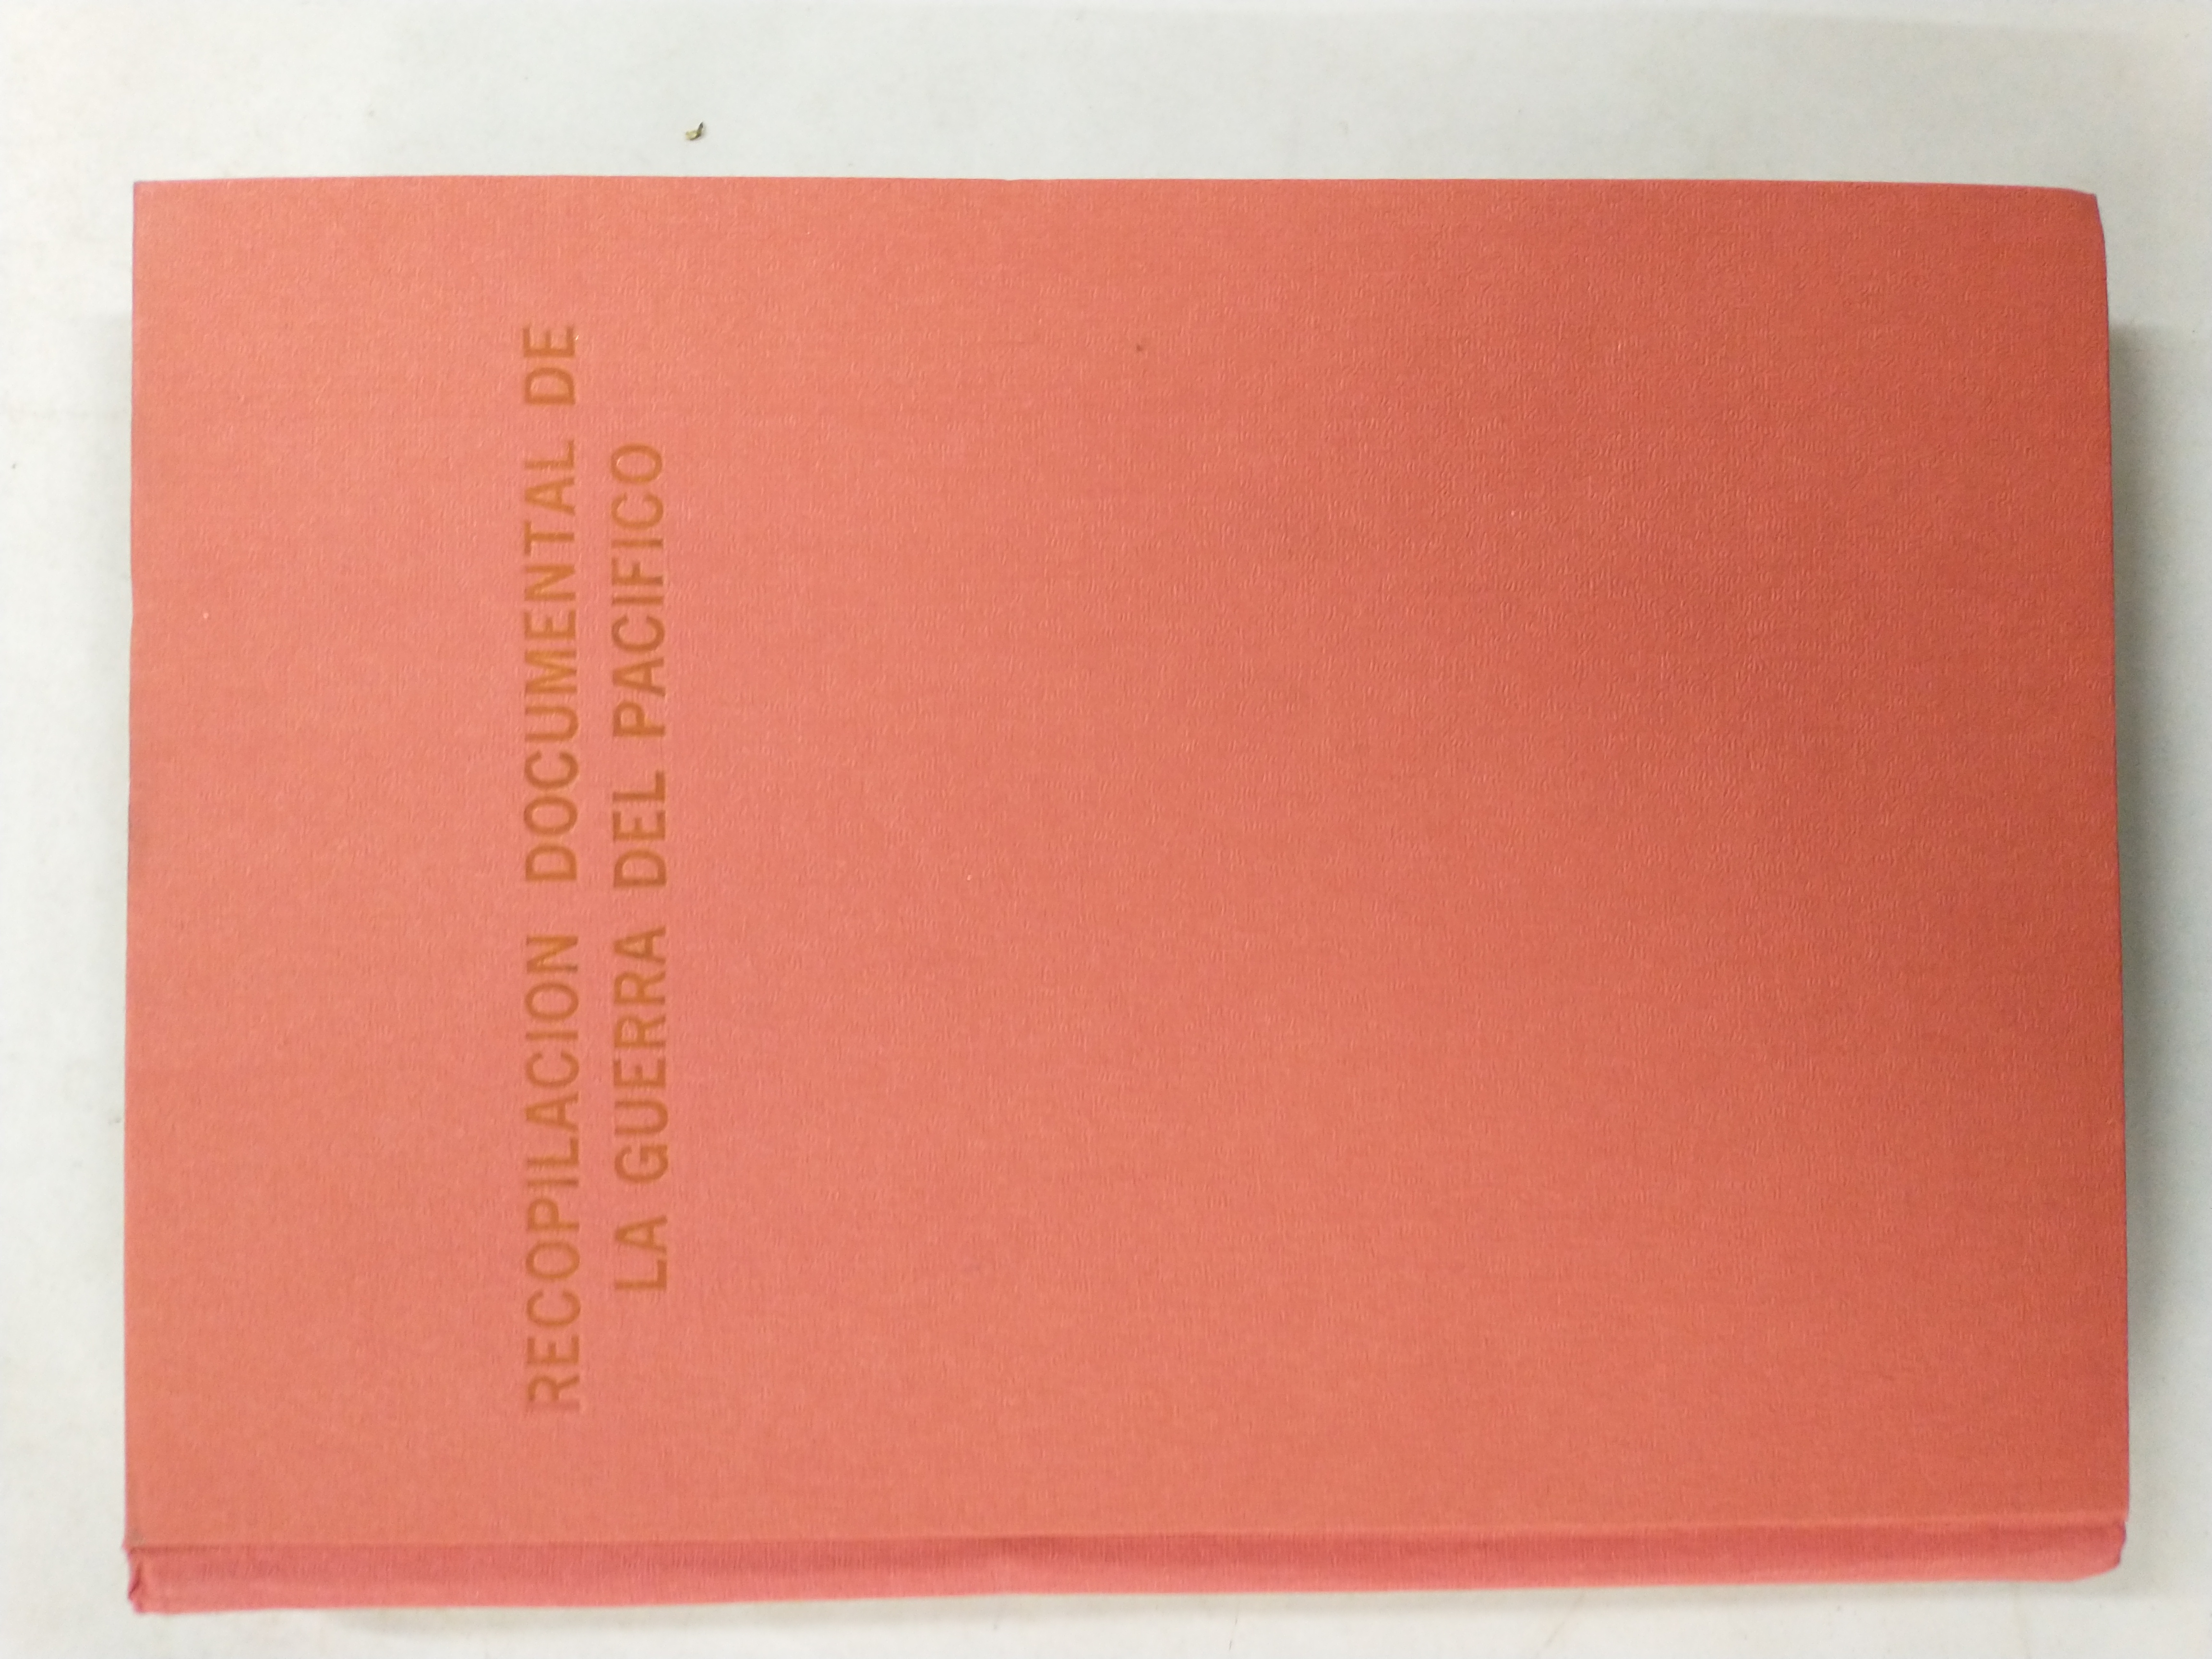 RECOPILACION DOCUMENTAL DE
LA GUERRA DEL PACIFICO